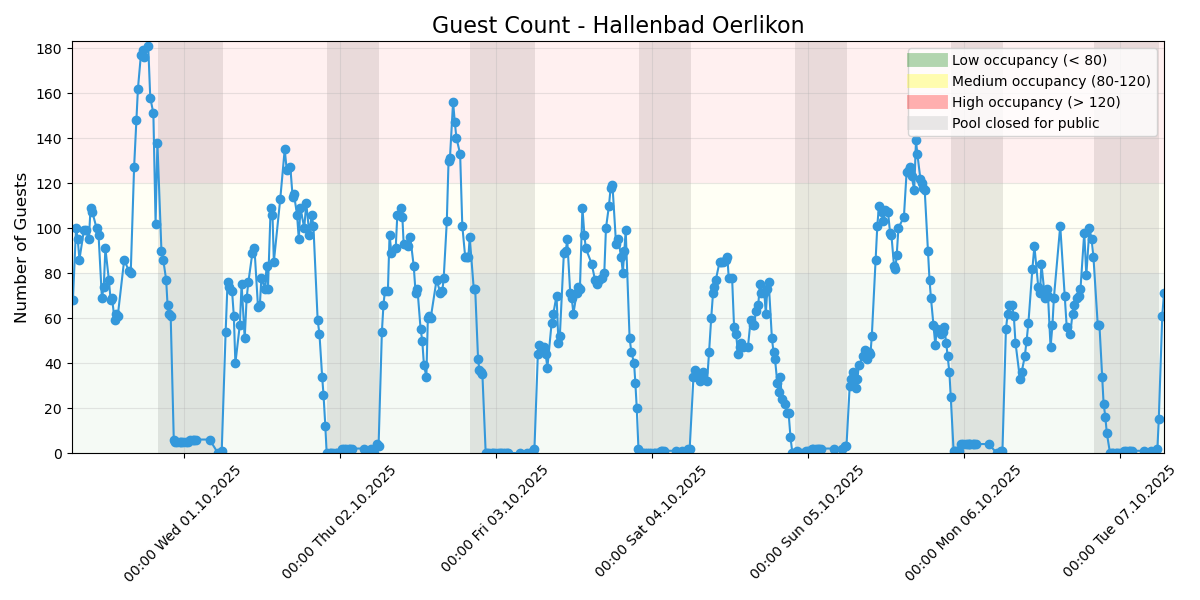 Guest Count - Hallenbad Oerlikon
Number of Guests
180
160
140
120
100
80
60
40
20
0
Low occupancy (< 80)
Medium occupancy (80-120)
High occupancy (> 120)
Pool closed for public
00:00 Wed 01.10.2025
00:00 Thu 02.10.2025
00:00 Fri 03.10.2025
00:00 Sat 04.10.2025
00:00 Sun 05.10.2025
00:00 Mon 06.10.2025
00:00 Tue 07.10.2025